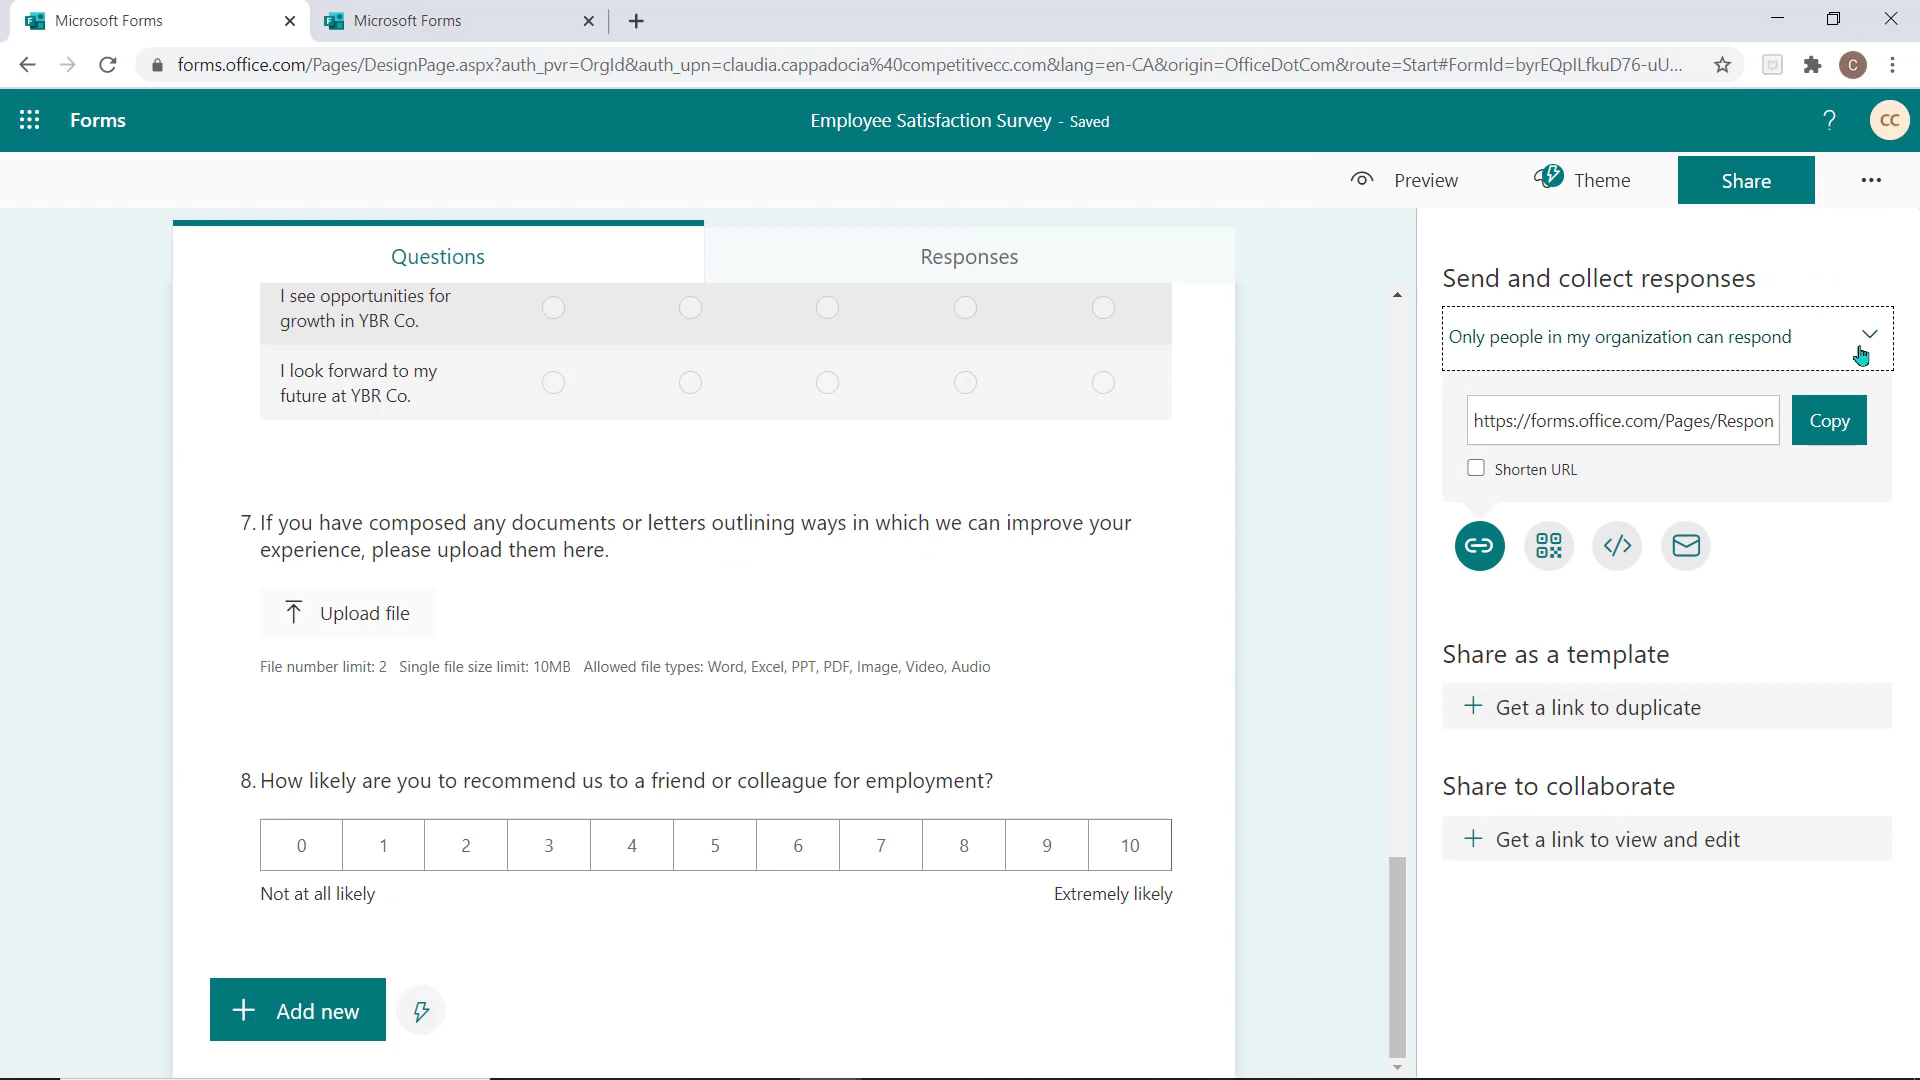 Microsoft Forms
Microsoft Forms
forms.office.com/Pages/DesignPage.aspx?auth_pvr=OrgId&auth_upn=claudia.cappadocia%40competitivecc.com&lang=en-CA&origin=OfficeDotCom&route=Start#FormId=byrEQpILfkuD76-uU...
C
Forms
Employee Satisfaction Survey - Saved
?
CC
Preview
Theme
Share
Questions
Responses
I see opportunities for
growth in YBR Co.
I look forward to my
future at YBR Co.
7. If you have composed any documents or letters outlining ways in which we can improve your
experience, please upload them here.
Upload file
File number limit: 2 Single file size limit: 10MB Allowed file types: Word, Excel, PPT, PDF, Image, Video, Audio
8. How likely are you to recommend us to a friend or colleague for employment?
0 1 2 3 4 5 6 7 8 9 10
Not at all likely
Extremely likely
Add new
Send and collect responses
Only people in my organization can respond
https://forms.office.com/Pages/Respon
Copy
Shorten URL
Share as a template
Get a link to duplicate
Share to collaborate
Get a link to view and edit